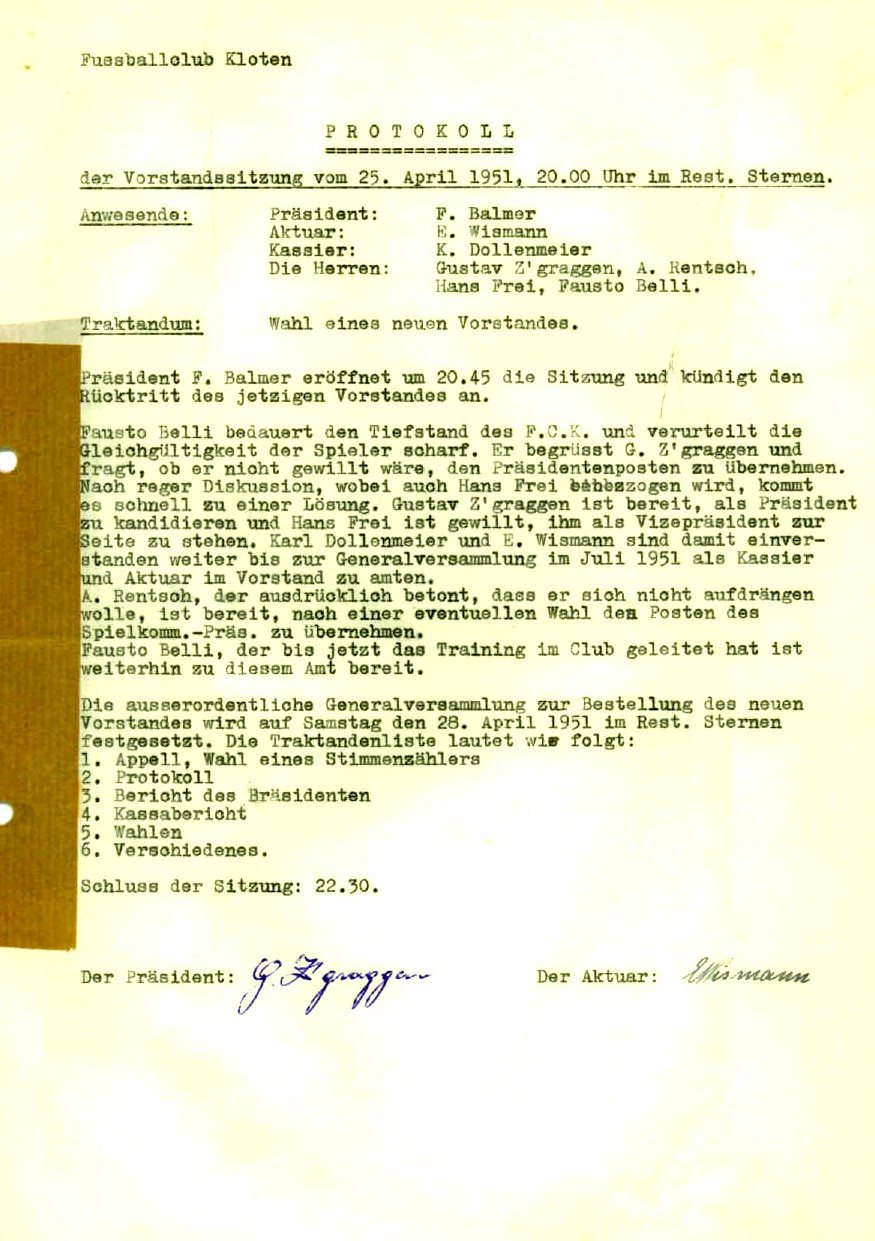 Fussballclub Kloten
P R O T O K O L L
=================
der Vorstandssitzung vom 25. April 1951, 20.00 Uhr im Rest. Sternen.
Anwesende: Präsident: F. Balmer
Aktuar: E. Wismann
Kassier: K. Dollenmeier
Die Herren: Gustav Z'graggen, A. Rentsch,
Hans Frei, Fausto Belli.
Traktandum: Wahl eines neuen Vorstandes.
Präsident F. Balmer eröffnet um 20.45 die Sitzung und kündigt den
Rücktritt des jetzigen Vorstandes an.
Fausto Belli bedauert den Tiefstand des F.C.K. und verurteilt die
Gleichgültigkeit der Spieler scharf. Er begrüsst G. Z'graggen und
fragt, ob er nicht gewillt wäre, den Präsidentenposten zu übernehmen.
Nach reger Diskussion, wobei auch Hans Frei wird, kommt
es schnell zu einer Lösung. Gustav Z'graggen ist bereit, als Präsident
zu kandidieren und Hans Frei ist gewillt, ihm als Vizepräsident zur
Seite zu stehen. Karl Dollenmeier und E. Wismann sind damit einver-
standen weiter bis zur Generalversammlung im Juli 1951 als Kassier
und Aktuar im Vorstand zu amten.
A. Rentsch, der ausdrücklich betont, dass er sich nicht aufdrängen
wolle, ist bereit, nach einer eventuellen Wahl den Posten des
Spielkomm.-Präs. zu übernehmen.
Fausto Belli, der bis jetzt das Training im Club geleitet hat ist
weiterhin zu diesem Amt bereit.
Die ausserordentliche Generalversammlung zur Bestellung des neuen
Vorstandes wird auf Samstag den 28. April 1951 im Rest. Sternen
festgesetzt. Die Traktandenliste lautet wie folgt:
1. Appell, Wahl eines Stimmenzählers
2. Protokoll
3. Bericht des Bräsidenten
4. Kassabericht
5. Wahlen
6. Verschiedenes.
Schluss der Sitzung: 22.30.
Der Präsident: G. Z'graggen Der Aktuar: EWismann